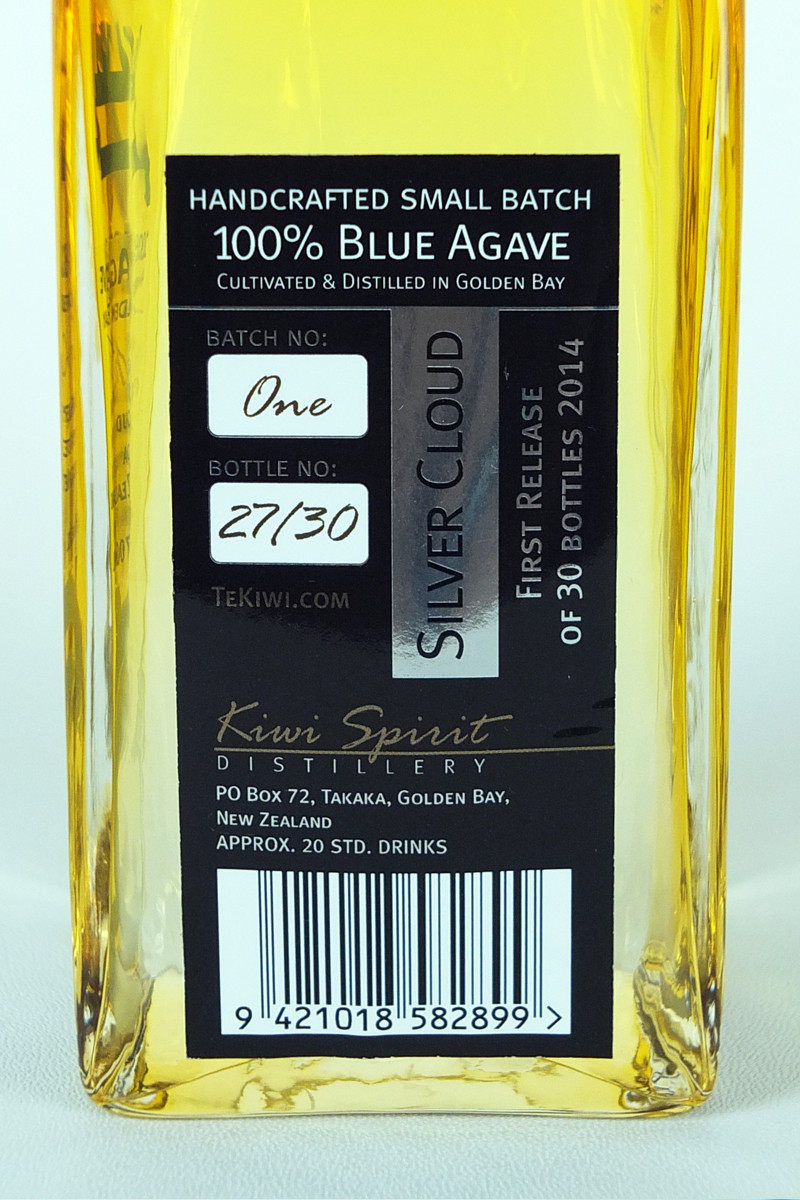 HANDCRAFTED SMALL BATCH
100% BLUE AGAVE
CULTIVATED & DISTILLED IN GOLDEN BAY
BATCH NO:
One
BOTTLE NO:
27/30
TEKIWI.COM
SILVER CLOUD
FIRST RELEASE
OF 30 BOTTLES 2014
Kiwi Spirit
DISTILLERY
PO BOX 72, TAKAKA, GOLDEN BAY,
NEW ZEALAND
APPROX. 20 STD. DRINKS
9 421018 582899 >